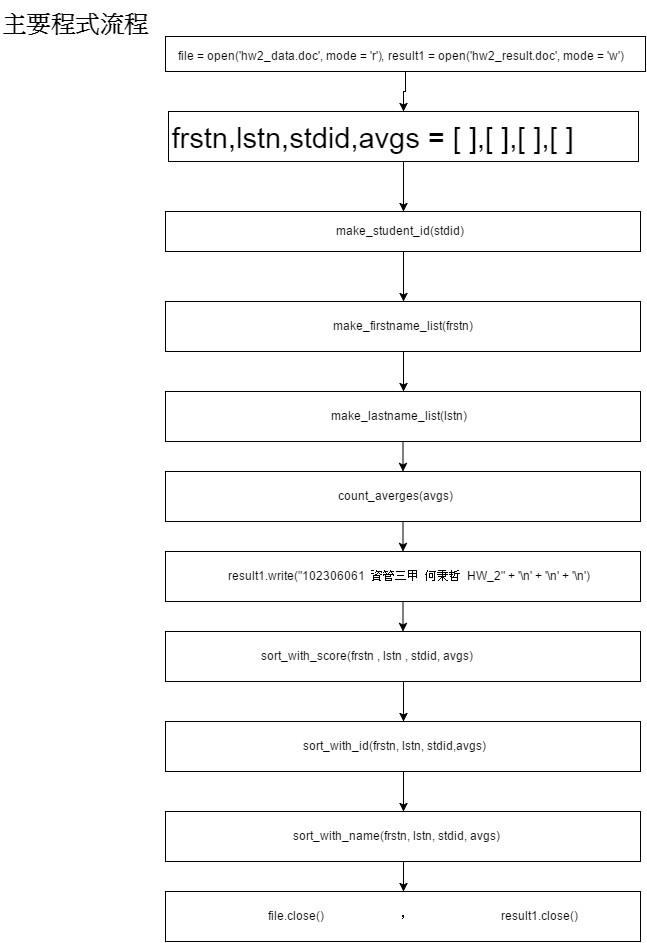 主要程式流程
file = open('hw2_data.doc', mode = 'r'), result1 = open('hw2_result.doc', mode = 'w')
frstn,lstn,stdid,avgs = [ ],[ ],[ ],[ ]
make_student_id(stdid)
make_firstname_list(frstn)
make_lastname_list(lstn)
count_averges(avgs)
result1.write("102306061 資管三甲 何秉哲 HW_2" + '\n' + '\n' + '\n')
sort_with_score(frstn , lstn , stdid, avgs)
sort_with_id(frstn, lstn, stdid,avgs)
sort_with_name(frstn, lstn, stdid, avgs)
file.close() , result1.close()